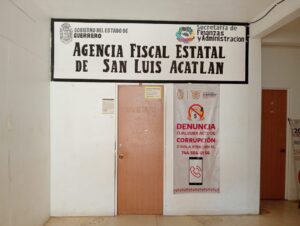 GOBIERNO DEL ESTADO DE
GUERRERO
Secretaría de
Finanzas
y Administración
AGENCIA FISCAL ESTATAL
DE SAN LUIS ACATLAN
DENUNCIA
CORRUPCIÓN